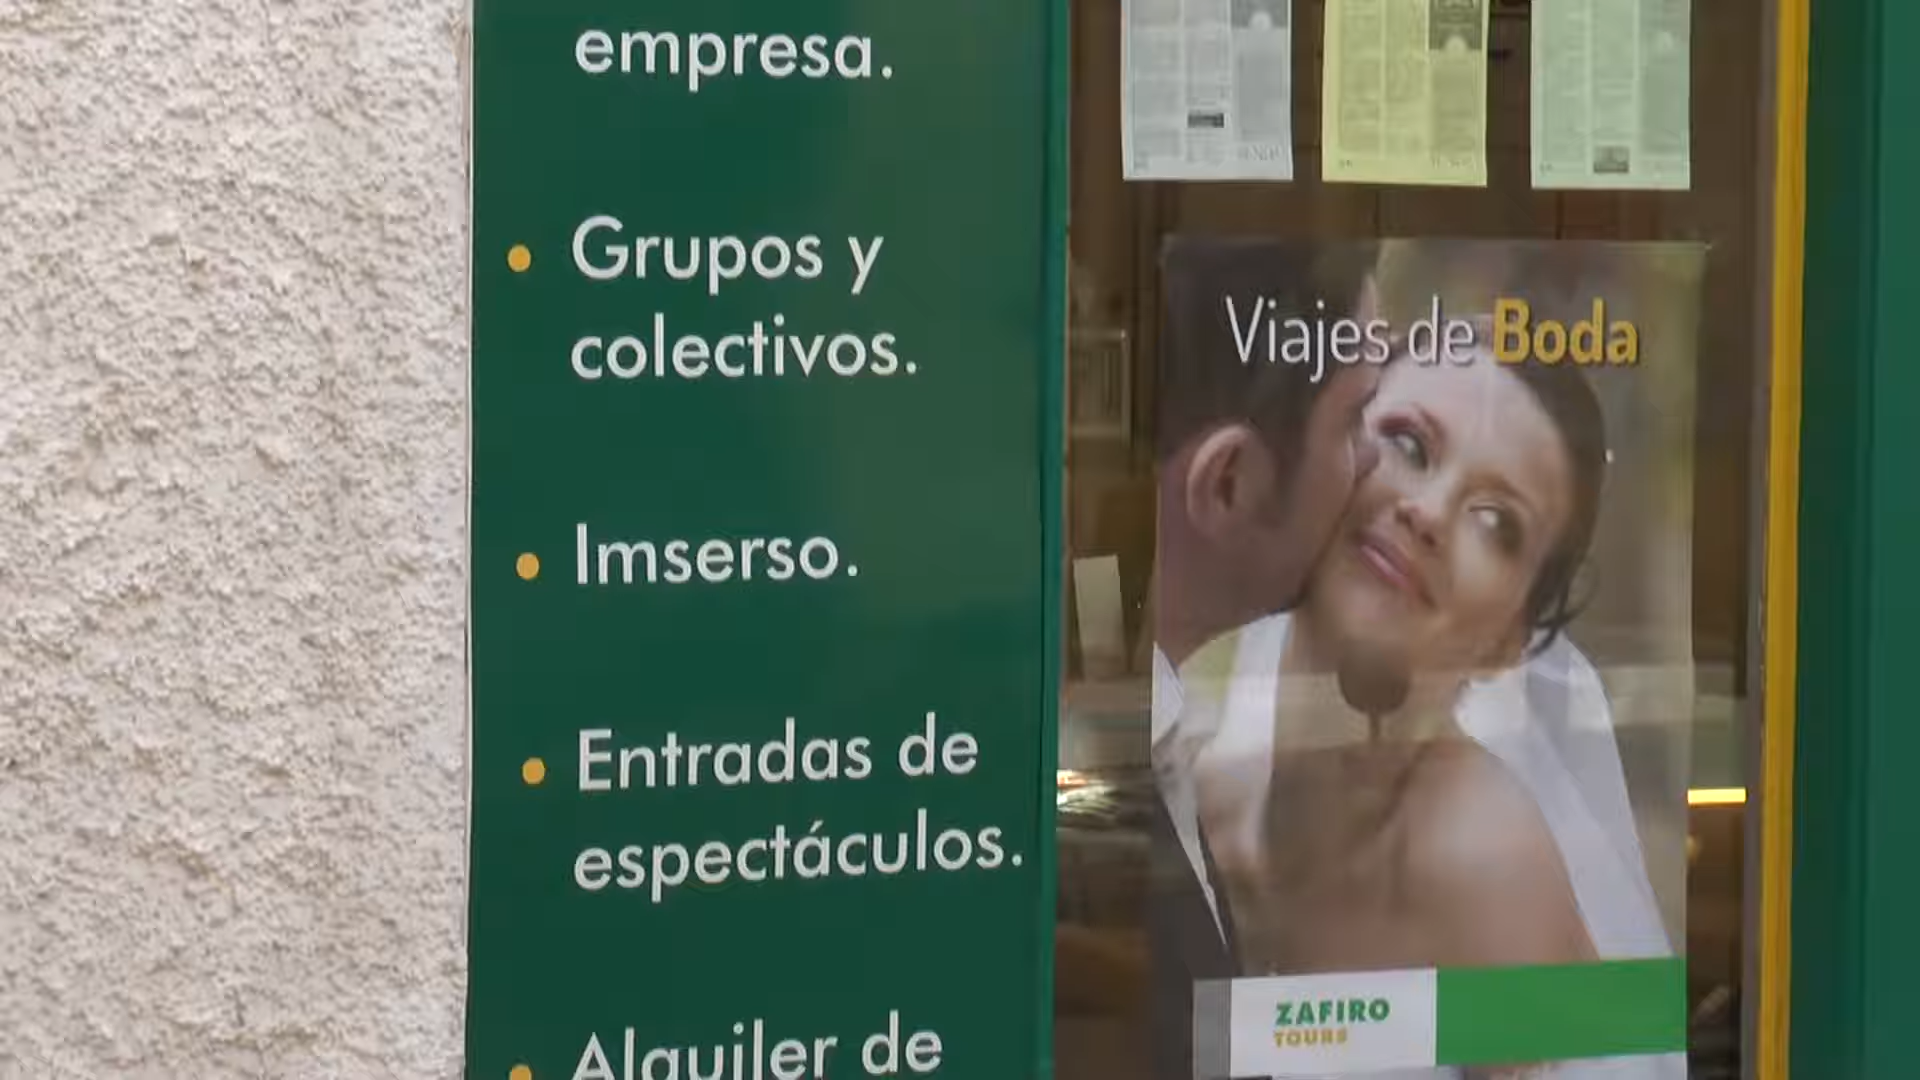 empresa.
Grupos y
colectivos.
Imserso.
Entradas de
espectáculos.
Alquiler de
Viajes de Boda
ZAFIRO
TOURS